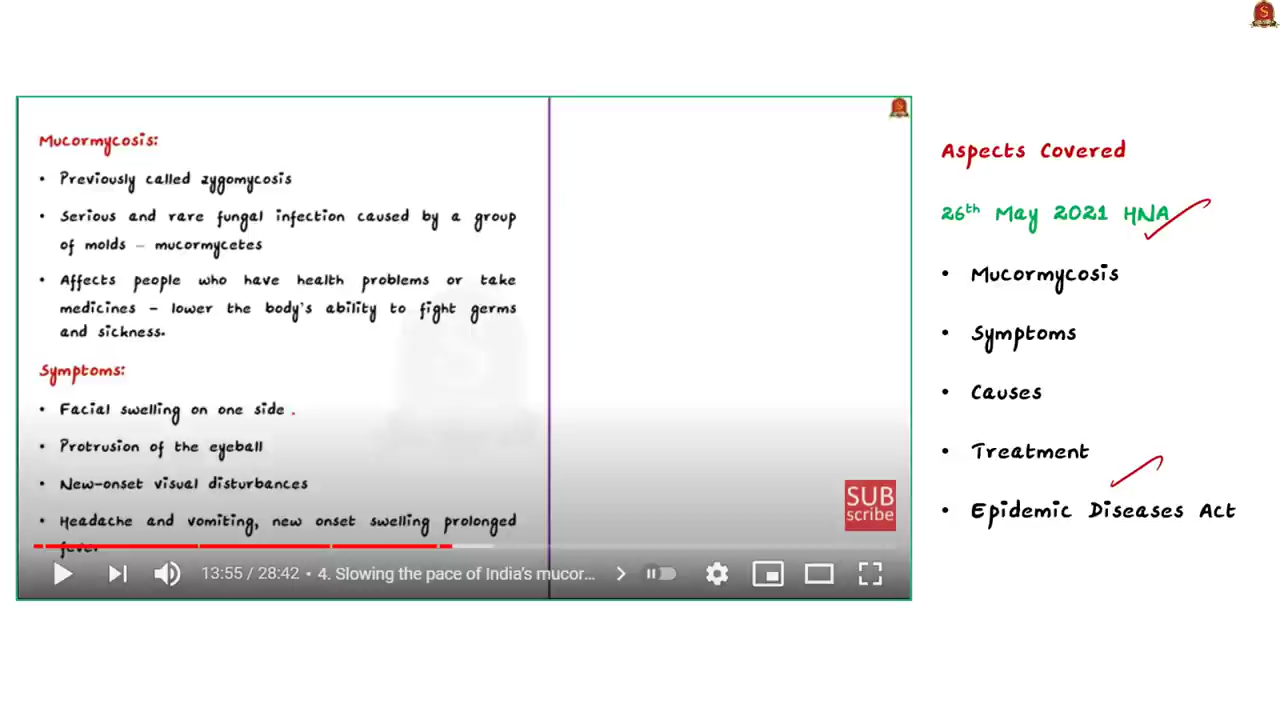 Mucormycosis:
• Previously called zygomycosis
• Serious and rare fungal infection caused by a group
of molds – mucormycetes
• Affects people who have health problems or take
medicines – lower the body's ability to fight germs
and sickness.
Symptoms:
• Facial swelling on one side .
• Protrusion of the eyeball
• New-onset visual disturbances
• Headache and vomiting, new onset swelling prolonged
fever
SUB
scribe
13:55 / 28:42 • 4. Slowing the pace of India's mucor...
Aspects Covered
26th May 2021 HNA
• Mucormycosis
• Symptoms
• Causes
• Treatment
• Epidemic Diseases Act